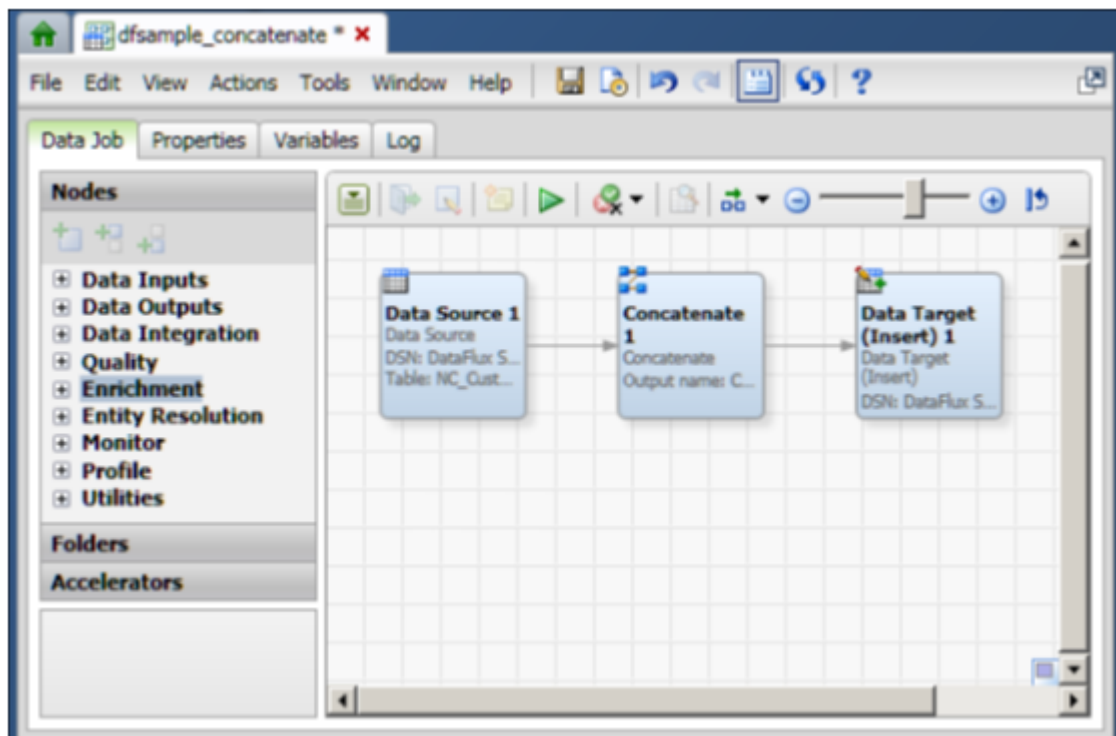 dfsample_concatenate *
File Edit View Actions Tools Window Help
Data Job Properties Variables Log
Nodes
Data Inputs
Data Outputs
Data Integration
Quality
Enrichment
Entity Resolution
Monitor
Profile
Utilities
Folders
Accelerators
Data Source 1
Data Source
DSN: DataFlux S...
Table: NC_Cust...
Concatenate
1
Concatenate
Output name: C...
Data Target
(Insert) 1
Data Target
(Insert)
DSN: DataFlux S...